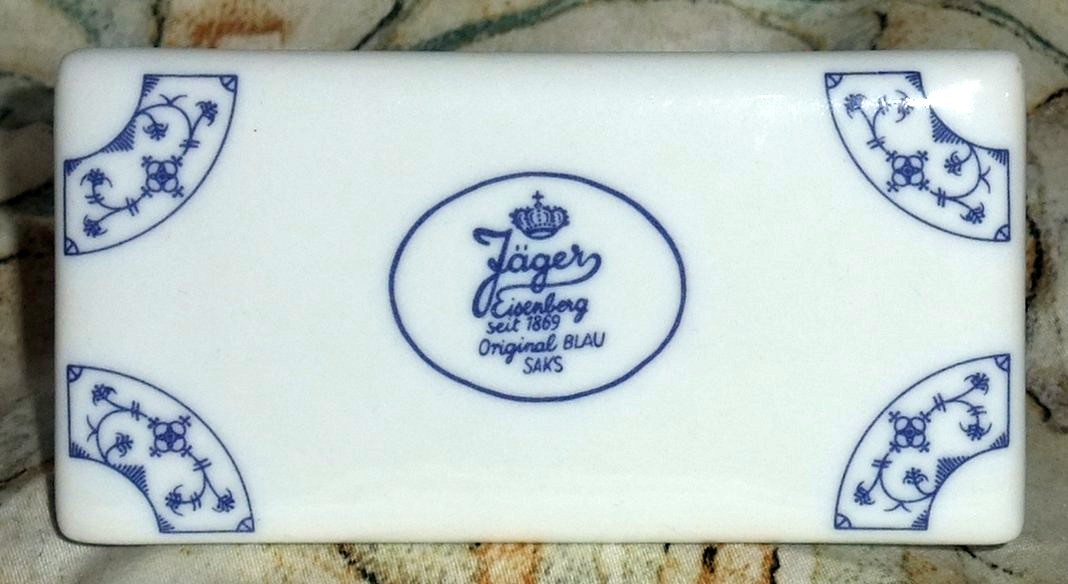 Jäger
Eisenberg
seit 1869
Original BLAU
SAKS